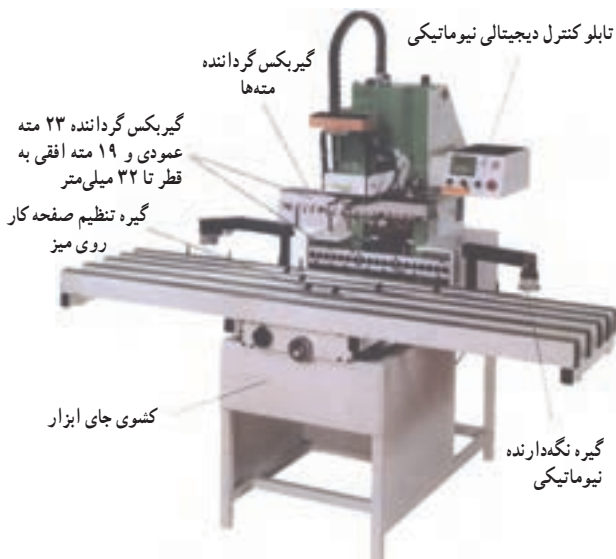 تابلو کنترل دیجیتالی نیوماتیکی
گیربکس گرداننده
مته‌ها
گیربکس گرداننده ۲۳ مته
عمودی و ۱۹ مته افقی به
قطر تا ۳۲ میلی‌متر
گیره تنظیم صفحه کار
روی میز
کشوی جای ابزار
گیره نگه‌دارنده
نیوماتیکی